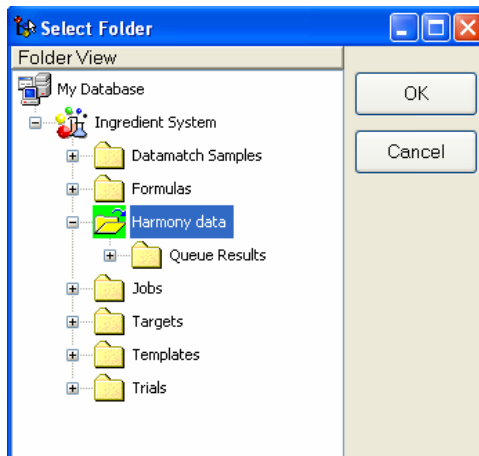 Select Folder
Folder View
My Database
OK
Ingredient System
Cancel
Datamatch Samples
Formulas
Harmony data
Queue Results
Jobs
Targets
Templates
Trials